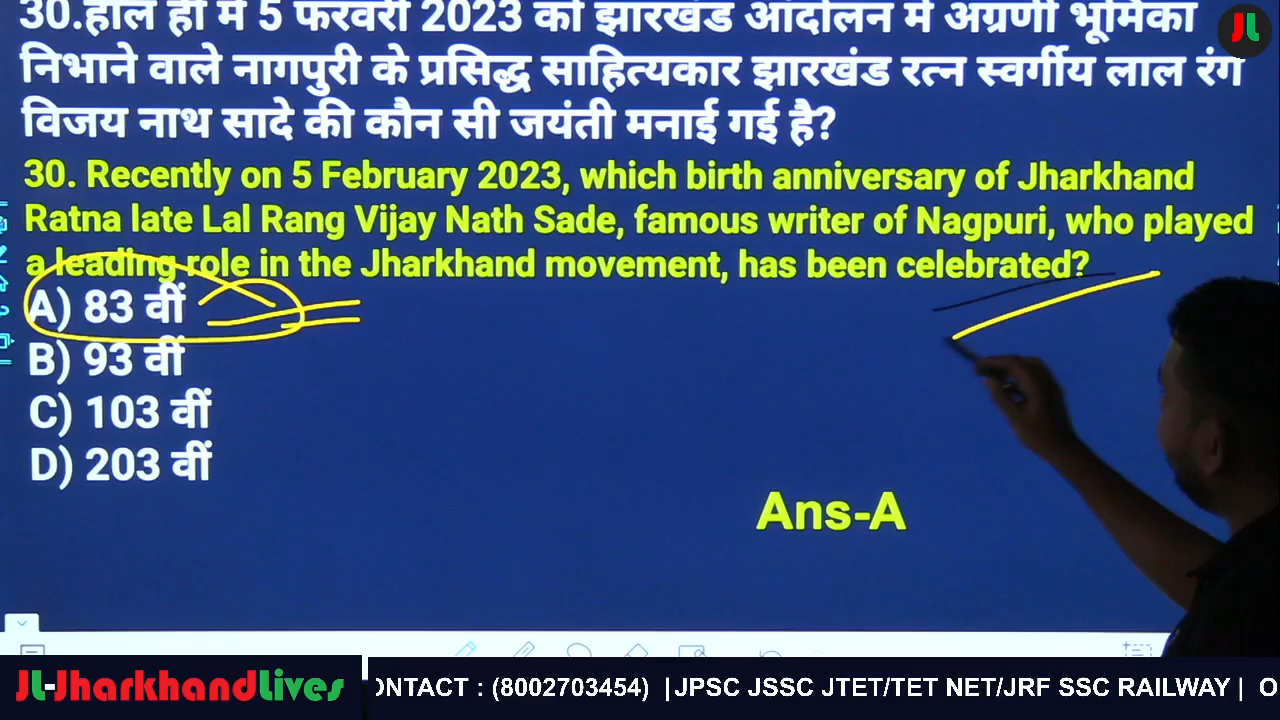 30.हाल ही में 5 फरवरी 2023 को झारखंड आंदोलन में अग्रणी भूमिका
निभाने वाले नागपुरी के प्रसिद्ध साहित्यकार झारखंड रत्न स्वर्गीय लाल रंग
विजय नाथ सादे की कौन सी जयंती मनाई गई है?
30. Recently on 5 February 2023, which birth anniversary of Jharkhand
Ratna late Lal Rang Vijay Nath Sade, famous writer of Nagpuri, who played
a leading role in the Jharkhand movement, has been celebrated?
A) 83 वीं
B) 93 वीं
C) 103 वीं
D) 203 वीं
Ans-A
JL
JL-JharkhandLives
ONTACT : (8002703454) |JPSC JSSC JTET/TET NET/JRF SSC RAILWAY | O